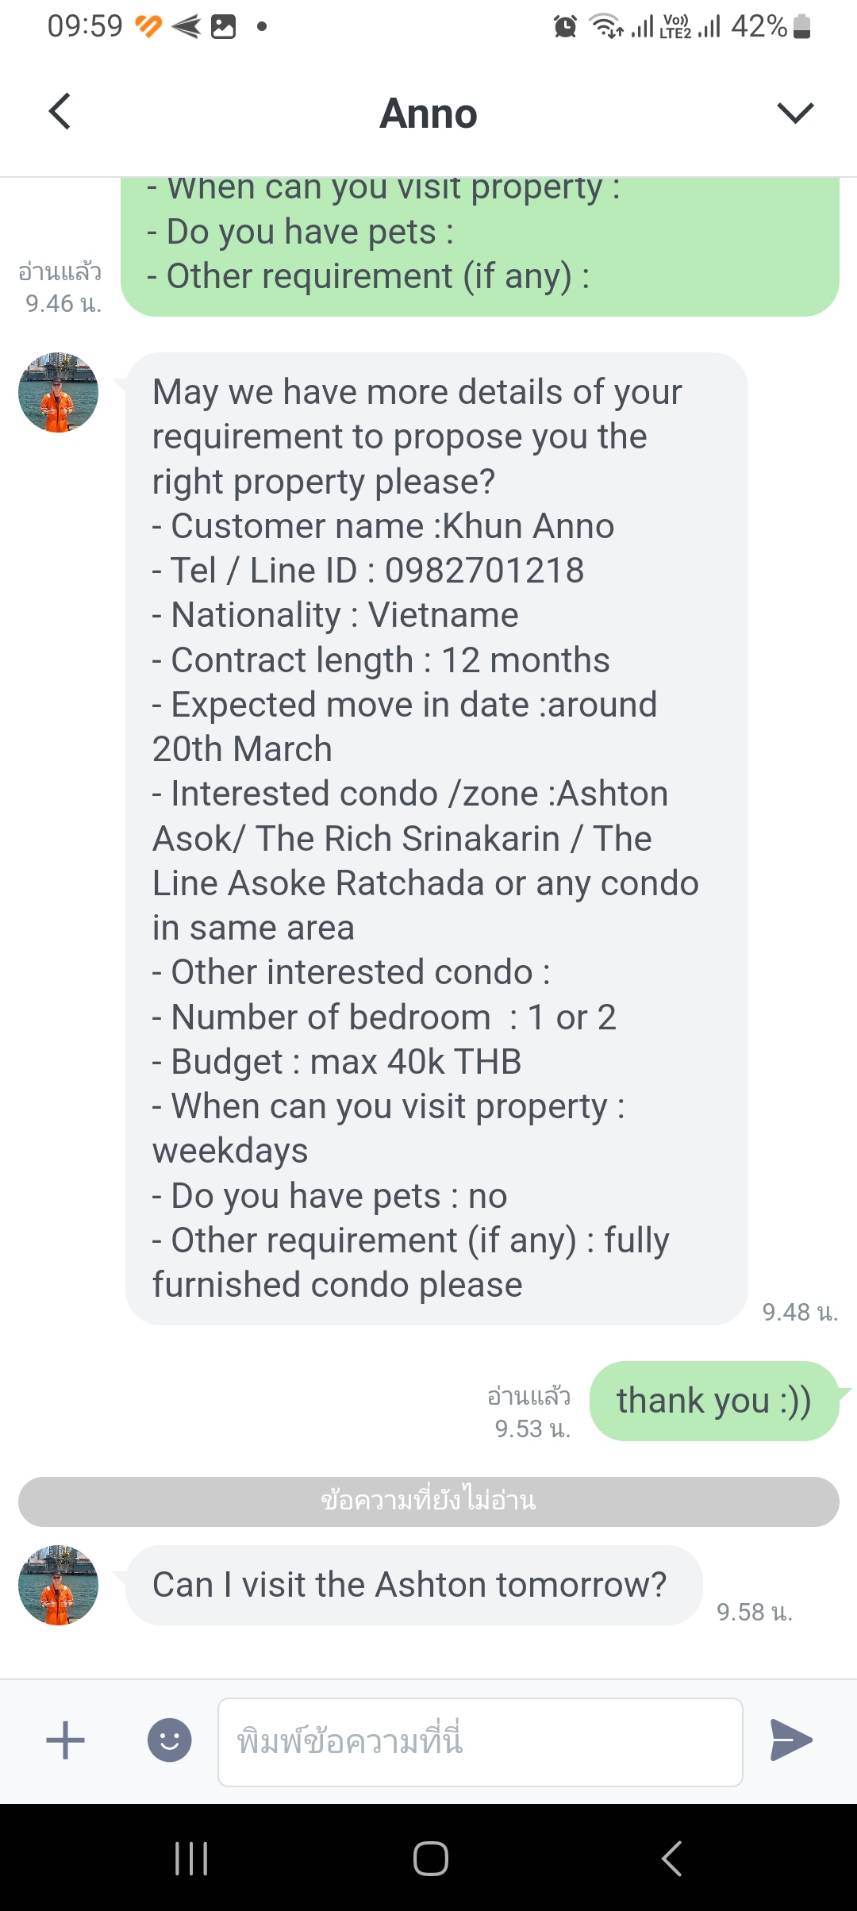 09:59
Vo))
LTE2
42%
Anno
- When can you visit property :
- Do you have pets :
- Other requirement (if any) :
อ่านแล้ว
9.46 น.
May we have more details of your
requirement to propose you the
right property please?
- Customer name :Khun Anno
- Tel / Line ID : 0982701218
- Nationality : Vietname
- Contract length : 12 months
- Expected move in date :around
20th March
- Interested condo /zone :Ashton
Asok/ The Rich Srinakarin / The
Line Asoke Ratchada or any condo
in same area
- Other interested condo :
- Number of bedroom  : 1 or 2
- Budget : max 40k THB
- When can you visit property :
weekdays
- Do you have pets : no
- Other requirement (if any) : fully
furnished condo please
9.48 น.
อ่านแล้ว
9.53 น.
thank you :))
ข้อความที่ยังไม่อ่าน
Can I visit the Ashton tomorrow?
9.58 น.
พิมพ์ข้อความที่นี่